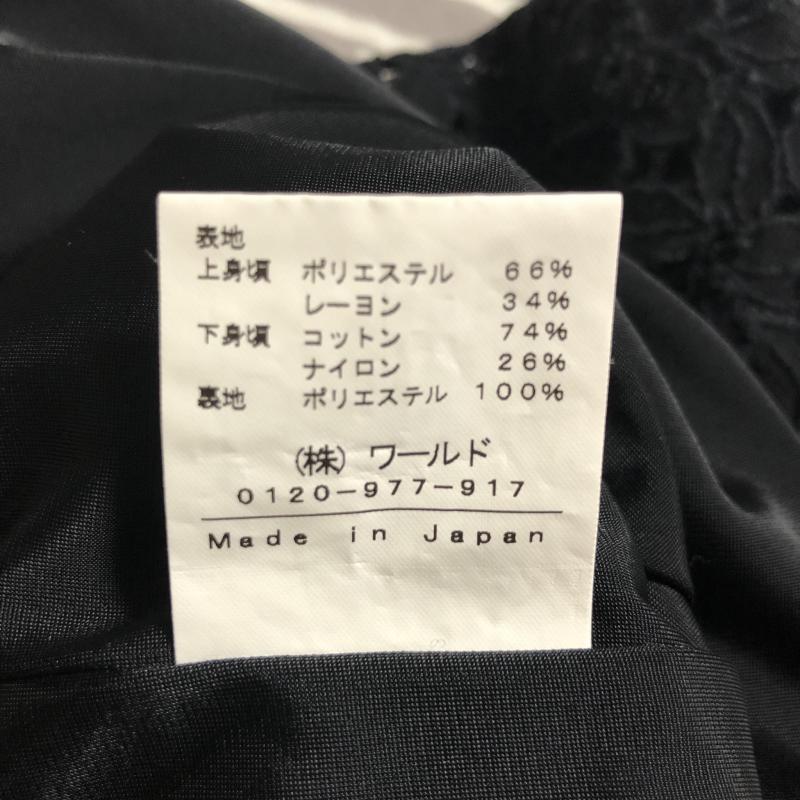 表地
上身頃 ポリエステル 66%
レーヨン 34%
下身頃 コットン 74%
ナイロン 26%
裏地 ポリエステル 100%
(株) ワールド
0120-977-917
Made in Japan